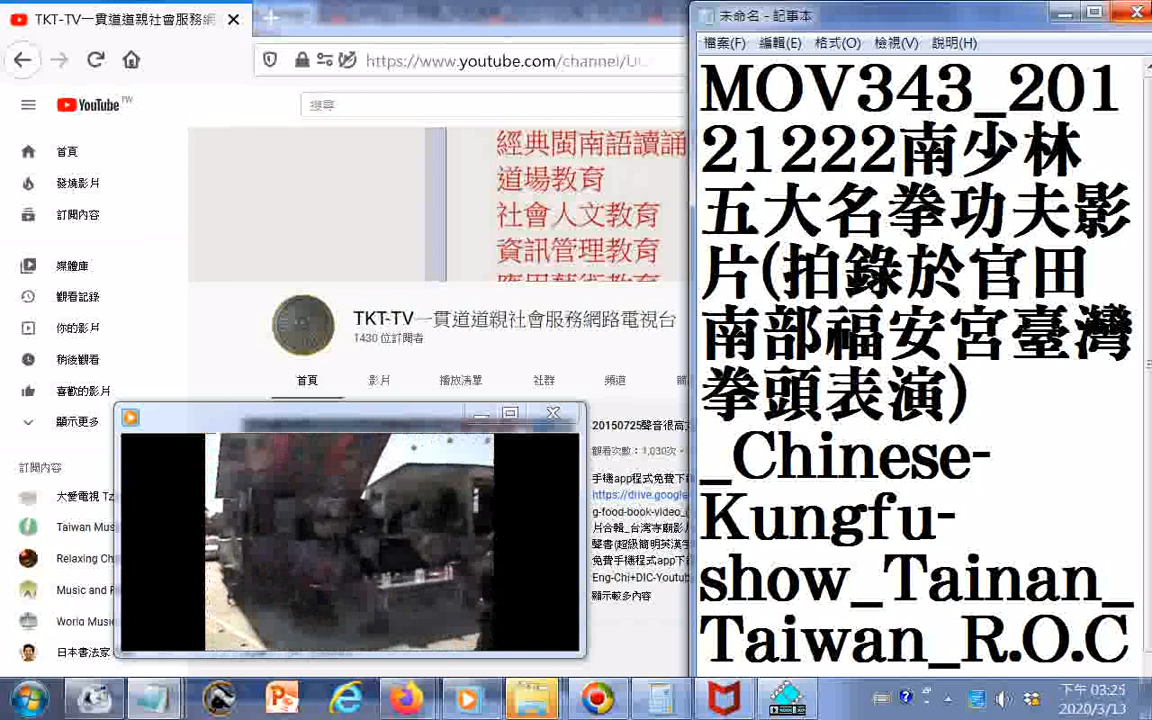 TKT-TV一貫道道親社會服務網
未命名 - 記事本
檔案(F) 編輯(E) 格式(O) 檢視(V) 說明(H)
https://www.youtube.com/channel/U
YouTube TW
搜尋
首頁
發燒影片
訂閱內容
媒體庫
觀看記錄
你的影片
稍後觀看
喜歡的影片
顯示更多
訂閱內容
大愛電視 Tz
Taiwan Mus
Relaxing Ch
Music and R
World Music
日本書法家
經典閩南語讀誦
道場教育
社會人文教育
資訊管理教育
應用藝術教育
TKT-TV一貫道道親社會服務網路電視台
1430 位訂閱者
首頁 影片 播放清單 社群 頻道
20150725聲音很高
觀看次數：1,030次
手機app程式免費下
https://drive.google
g-food-book-video_
片合輯_台灣寺廟影
聲書(超級簡明英漢
免費手機程式app下
Eng-Chi+DIC-Youtub
顯示較多內容
MOV343_201
21222南少林
五大名拳功夫影
片(拍錄於官田
南部福安宮臺灣
拳頭表演)
_Chinese-
Kungfu-
show_Tainan_
Taiwan_R.O.C
下午 03:25
2020/3/13